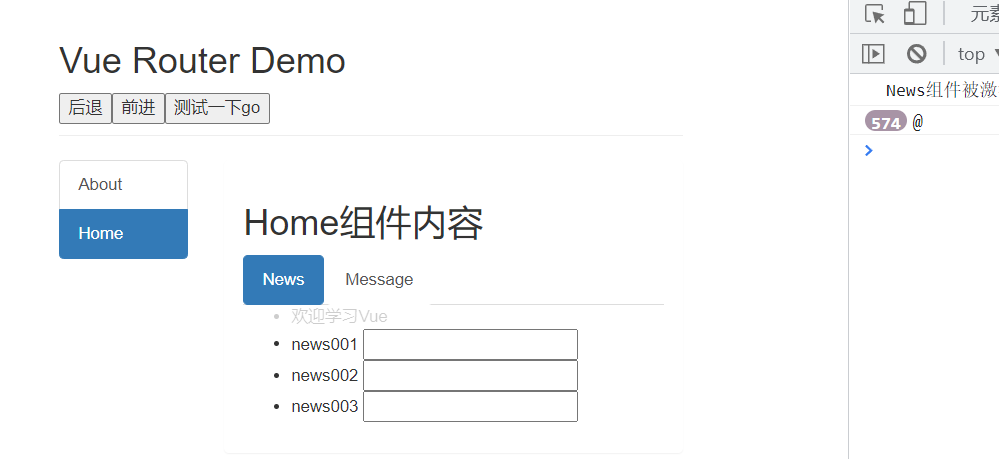 Vue Router Demo
后退 前进 测试一下go
About
Home
Home组件内容
News Message
欢迎学习Vue
news001
news002
news003
元素
top
News组件被激
574 @